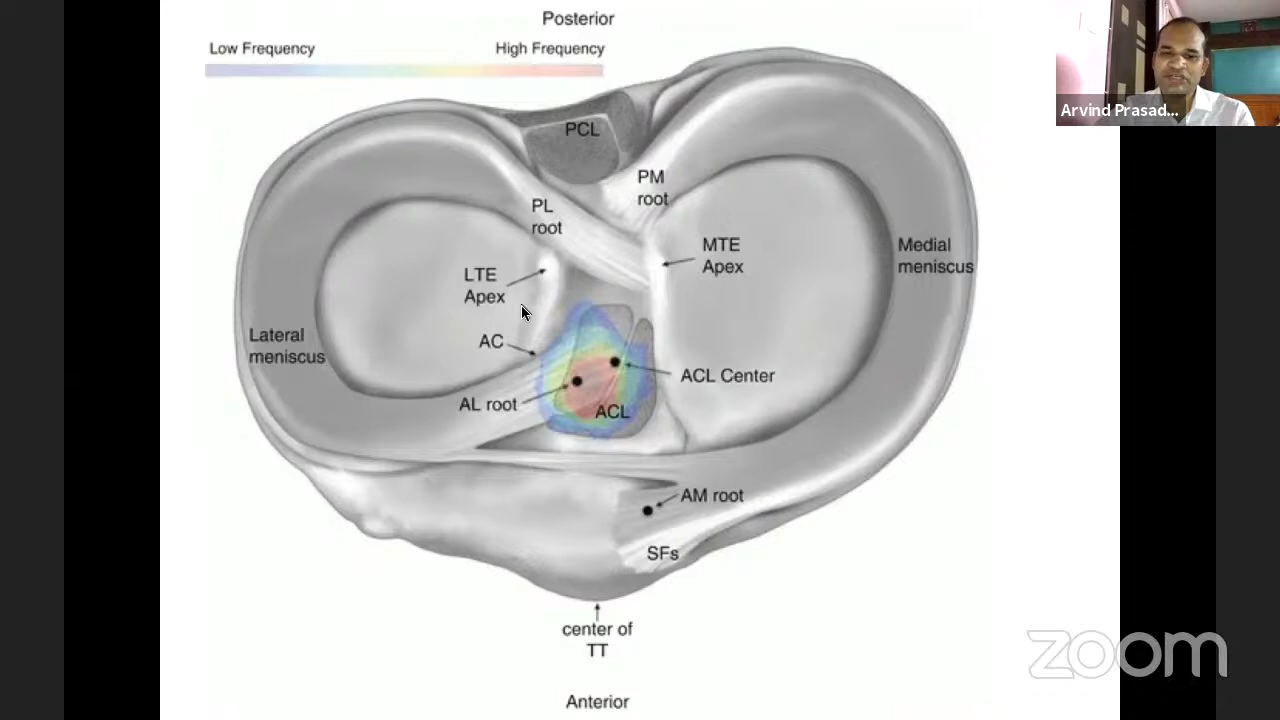 Posterior
Low Frequency
High Frequency
Arvind Prasad...
PCL
PM
root
PL
root
MTE
Apex
Medial
meniscus
LTE
Apex
Lateral
meniscus
AC
ACL Center
AL root
ACL
AM root
SFs
center of
TT
zoom
Anterior